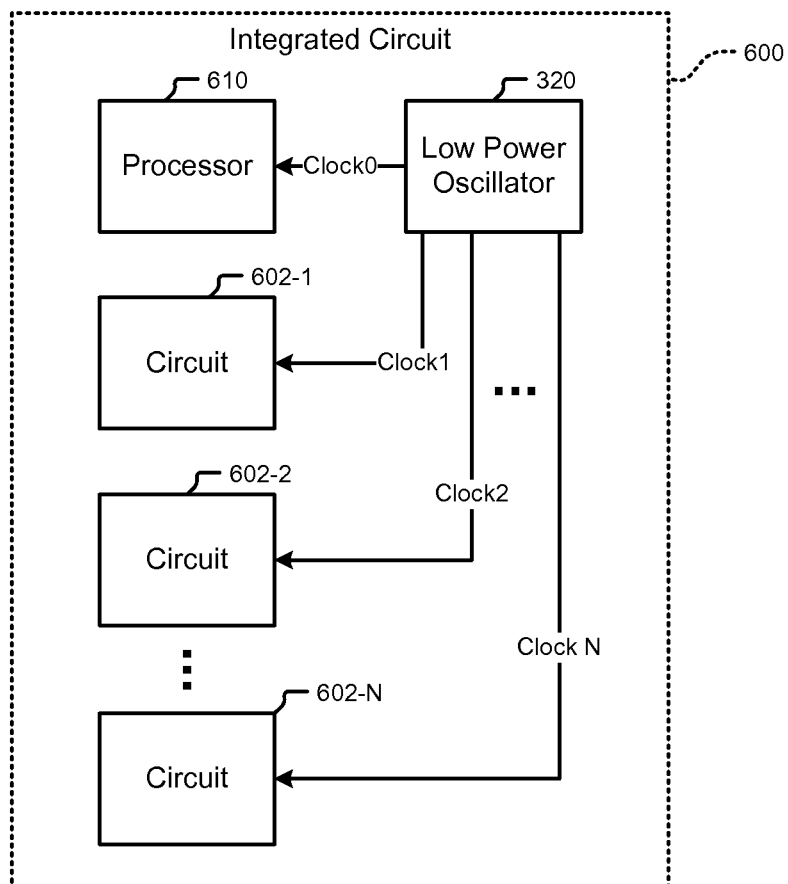 Integrated Circuit
600
610
320
Processor
Clock0
Low Power
Oscillator
602-1
Circuit
Clock1
602-2
Circuit
Clock2
602-N
Circuit
Clock N